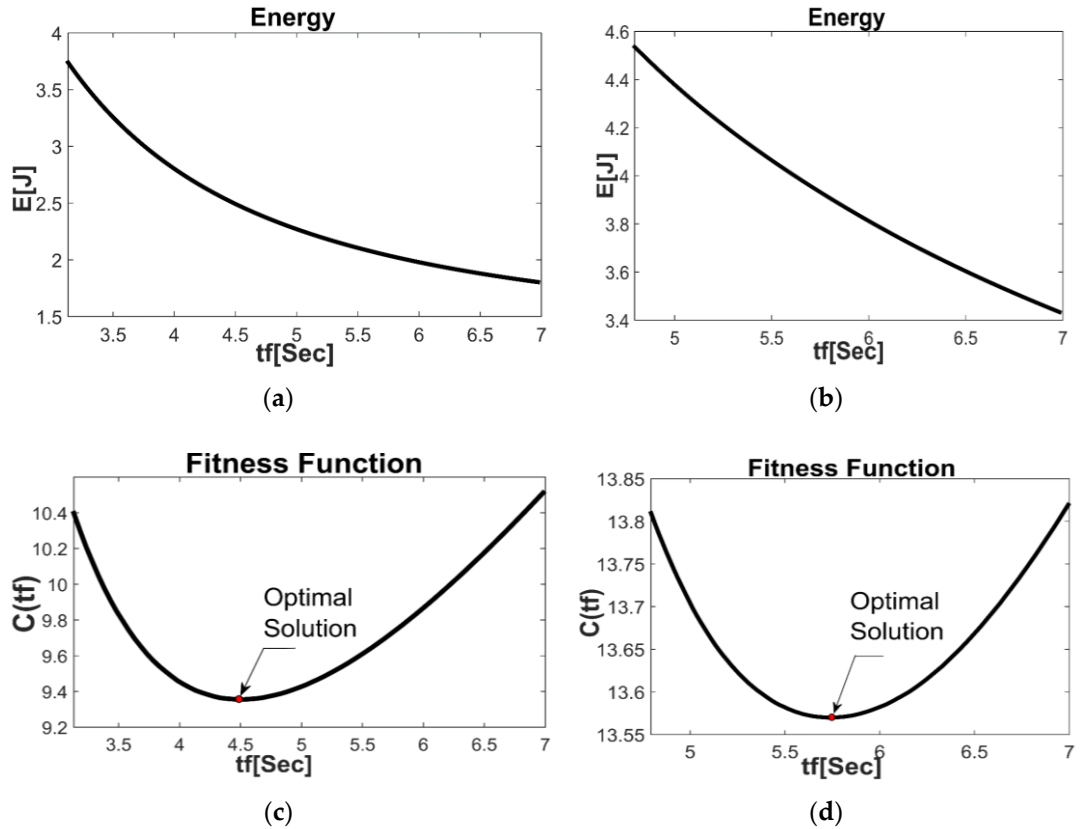 Energy
4
3.5
3
2.5
2
1.5
E[J]
3.5 4 4.5 5 5.5 6 6.5 7
tf[Sec]
(a)
Energy
4.6
4.4
4.2
4
3.8
3.6
3.4
E[J]
5 5.5 6 6.5 7
tf[Sec]
(b)
Fitness Function
10.4
10.2
10
9.8
9.6
9.4
9.2
C(tf)
Optimal
Solution
3.5 4 4.5 5 5.5 6 6.5 7
tf[Sec]
(c)
Fitness Function
13.85
13.8
13.75
13.7
13.65
13.6
13.55
C(tf)
Optimal
Solution
5 5.5 6 6.5 7
tf[Sec]
(d)